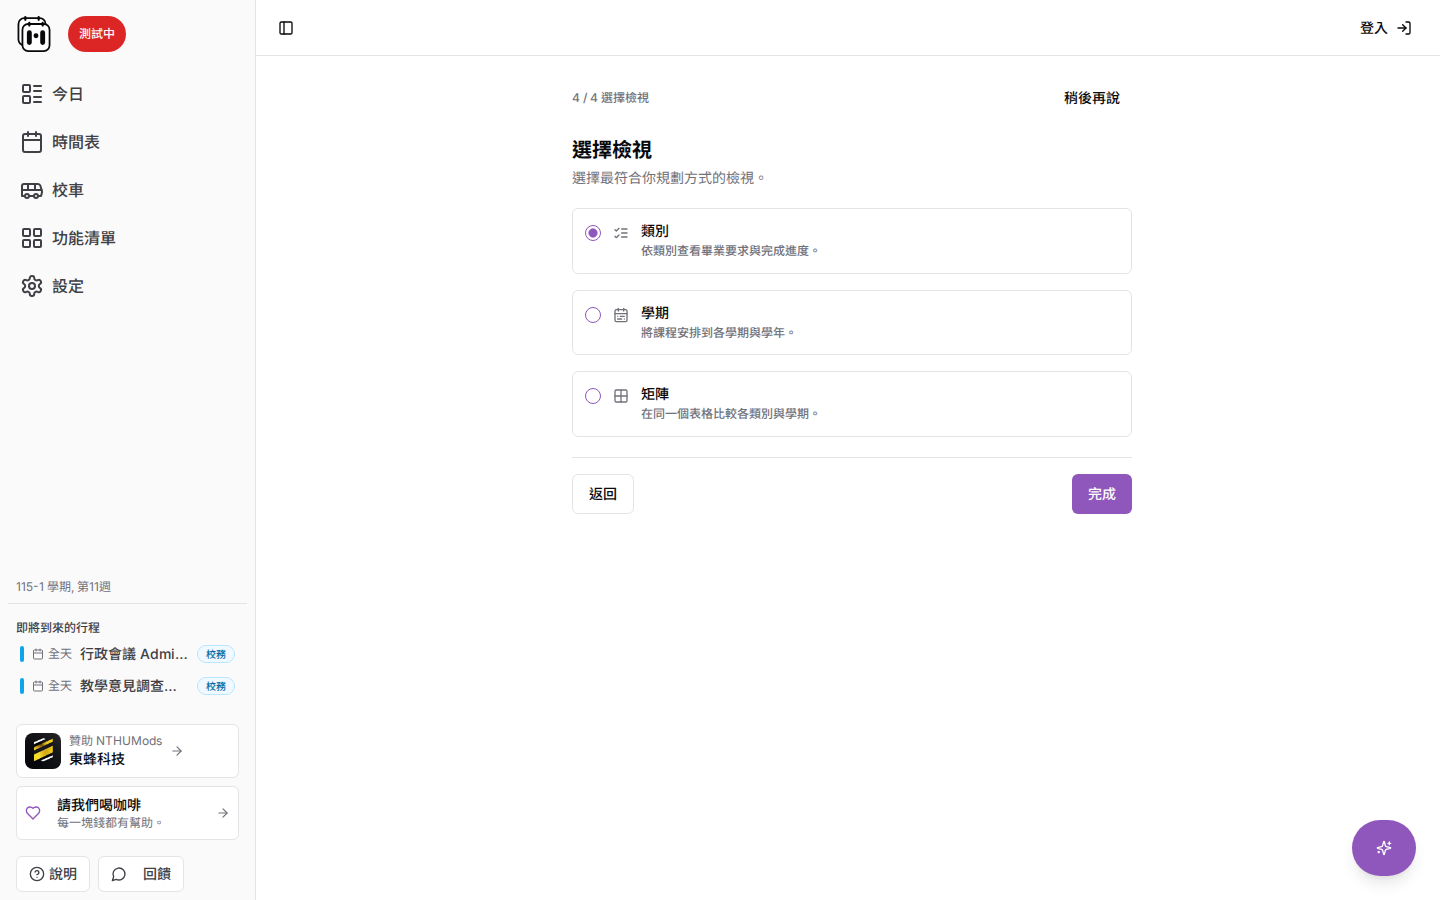 測試中
今日
時間表
校車
功能清單
設定
115-1 學期, 第11週
即將到來的行程
全天 行政會議 Admi... 校務
全天 教學意見調查... 校務
贊助 NTHUMods
東蜂科技
請我們喝咖啡
每一塊錢都有幫助。
說明 回饋
登入
4 / 4 選擇檢視 稍後再說
選擇檢視
選擇最符合你規劃方式的檢視。
類別
依類別查看畢業要求與完成進度。
學期
將課程安排到各學期與學年。
矩陣
在同一個表格比較各類別與學期。
返回 完成